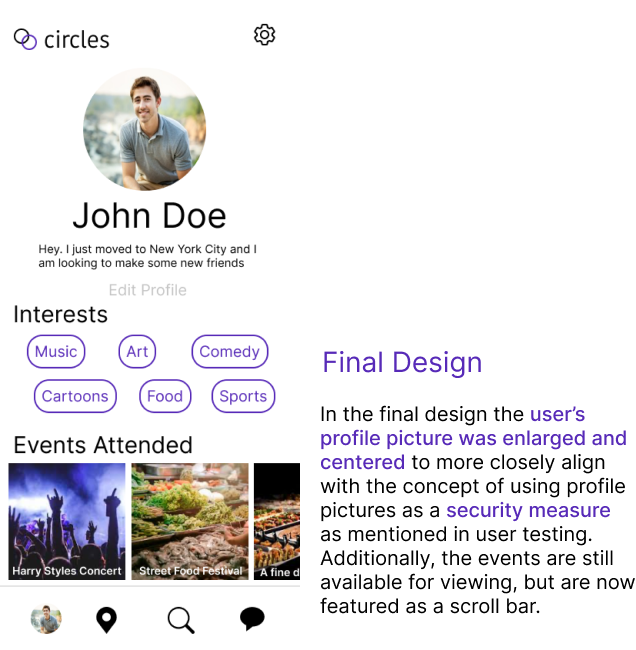 circles
John Doe
Hey. I just moved to New York City and I
am looking to make some new friends
Edit Profile
Interests
Music
Art
Comedy
Cartoons
Food
Sports
Events Attended
Harry Styles Concert
Street Food Festival
A fine d
Final Design
In the final design the user’s
profile picture was enlarged and
centered to more closely align
with the concept of using profile
pictures as a security measure
as mentioned in user testing.
Additionally, the events are still
available for viewing, but are now
featured as a scroll bar.